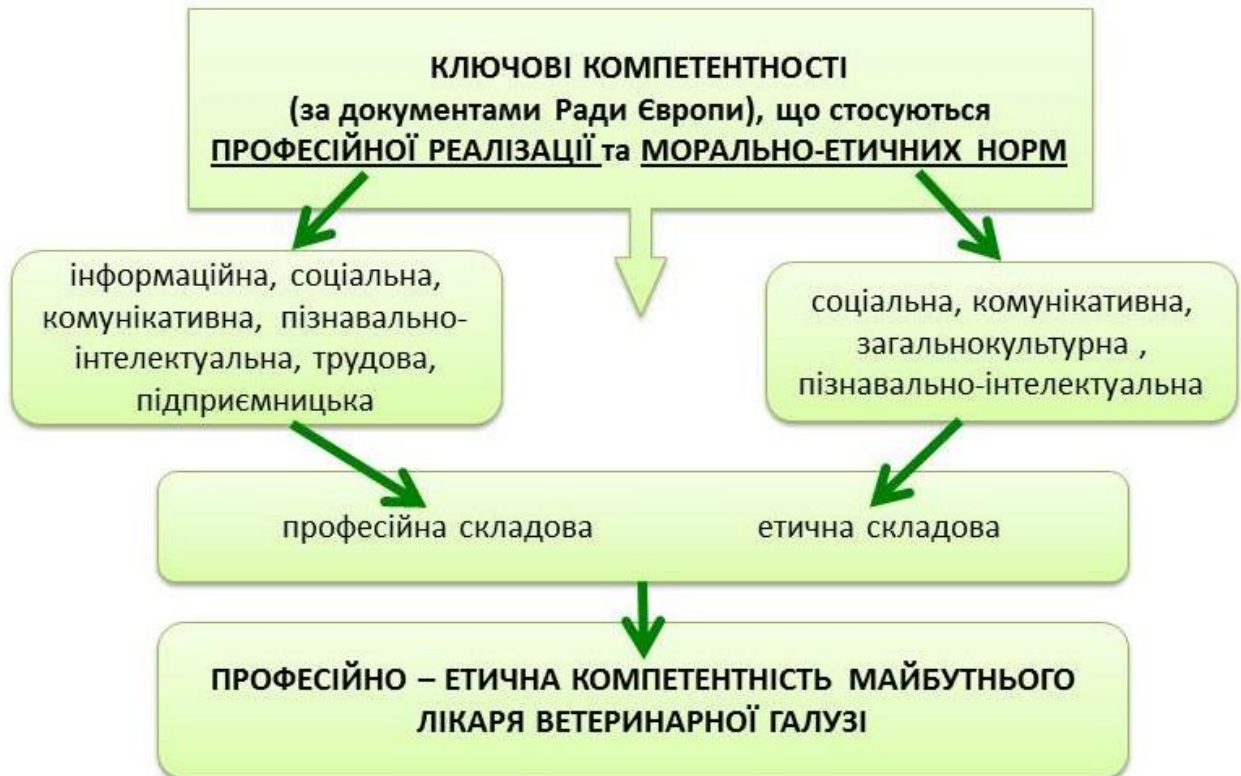 КЛЮЧОВІ КОМПЕТЕНТНОСТІ
(за документами Ради Європи), що стосуються
ПРОФЕСІЙНОЇ РЕАЛІЗАЦІЇ та МОРАЛЬНО-ЕТИЧНИХ НОРМ
інформаційна, соціальна,
комунікативна, пізнавально-
інтелектуальна, трудова,
підприємницька
соціальна, комунікативна,
загальнокультурна ,
пізнавально-інтелектуальна
професійна складова
етична складова
ПРОФЕСІЙНО – ЕТИЧНА КОМПЕТЕНТНІСТЬ МАЙБУТНЬОГО
ЛІКАРЯ ВЕТЕРИНАРНОЇ ГАЛУЗІ